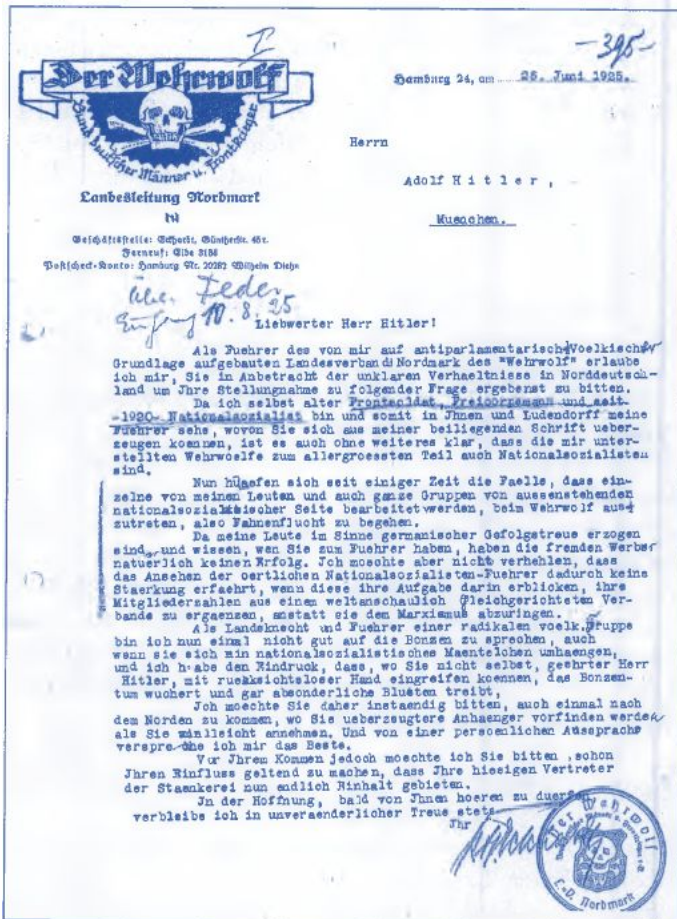 I
-395-
Der Wehrwolf
Bund deutscher Männer u. Frontkrieger
Landesleitung Nordmark
Hamburg 24, am 26. Juni 1925.
Herrn
Adolf Hitler,
Muenchen.
Geschäftsstelle: Eckhardt, Güntherstr. 46 r.
Fernruf: Elbe 3156
Postscheck-Konto: Hamburg Nr. 20282 Wilhelm Diehn
über Feder
Eingang 10.8.25
Liebwerter Herr Hitler!
Als Fuehrer des von mir auf antiparlamentarisch-Voelkischer
Grundlage aufgebauten Landesverbands Nordmark des "Wehrwolf" erlaube
ich mir, Sie in Anbetracht der unklaren Verhaeltnisse in Norddeutsch-
land um Jhre Stellungnahme zu folgender Frage ergebenst zu bitten.
Da ich selbst alter Frontsoldat, Freicorpsmann und seit
-1920- Nationalsozialist bin und somit in Jhnen und Ludendorff meine
Fuehrer sehe, wovon Sie sich aus meiner beiliegenden Schrift ueber-
zeugen koennen, ist es auch ohne weiteres klar, dass die mir unter-
stellten Wehrwoelfe zum allergroessten Teil auch Nationalsozialisten
sind.
Nun häufen sich seit einiger Zeit die Faelle, dass ein-
zelne von meinen Leuten und auch ganze Gruppen von aussenstehenden
nationalsozialistischer Seite bearbeitet werden, beim Wehrwolf aus-
zutreten, also Fahnenflucht zu begehen.
Da meine Leute im Sinne germanischer Gefolgstreue erzogen
sind, und wissen, wen Sie zum Fuehrer haben, haben die fremden Werber
natuerlich keinen Erfolg. Jch moechte aber nicht verhehlen, dass
das Ansehen der oertlichen Nationalsozialisten-Fuehrer dadurch keine
Staerkung erfaehrt, wenn diese ihre Aufgabe darin erblicken, ihre
Mitgliederzahlen aus einem weltanschaulich gleichgerichteten Ver-
bande zu ergaenzen, anstatt sie dem Marxismus abzuringen.
Als Landsknecht und Fuehrer einer radikalen voelk. Gruppe
bin ich nun einmal nicht gut auf die Bonzen zu sprechen, auch
wenn sie sich ein nationalsozialistisches Maentelchen umhaengen,
und ich habe den Eindruck, dass, wo Sie nicht selbst, geehrter Herr
Hitler, mit ruecksichtsloser Hand eingreifen koennen, das Bonzen-
tum wuchert und gar absonderliche Blueten treibt,
Jch moechte Sie daher instaendig bitten, auch einmal nach
dem Norden zu kommen, wo Sie ueberzeugtere Anhaenger vorfinden werden
als Sie vielleicht annehmen. Und von einer persoenlichen Aussprache
verspreche ich mir das Beste.
Vor Jhrem Kommen jedoch moechte ich Sie bitten, schon
Jhren Einfluss geltend zu machen, dass Jhre hiesigen Vertreter
der Staenkerei nun endlich Einhalt gebieten.
Jn der Hoffnung, bald von Jhnen hoeren zu duerfen
verbleibe ich in unveraenderlicher Treue stets
Jhr
Der Wehrwolf
L.-V. Nordmark